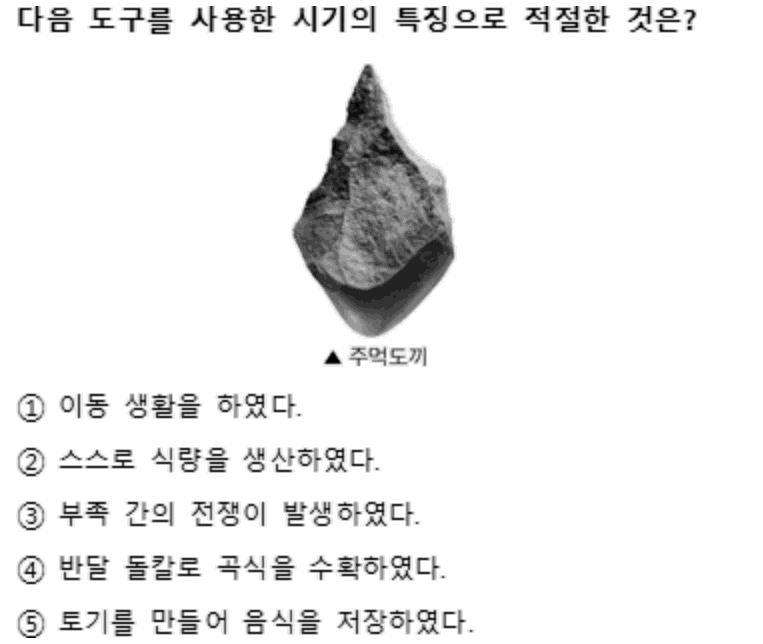 다음 도구를 사용한 시기의 특징으로 적절한 것은?
▲ 주먹도끼
① 이동 생활을 하였다.
② 스스로 식량을 생산하였다.
③ 부족 간의 전쟁이 발생하였다.
④ 반달 돌칼로 곡식을 수확하였다.
⑤ 토기를 만들어 음식을 저장하였다.